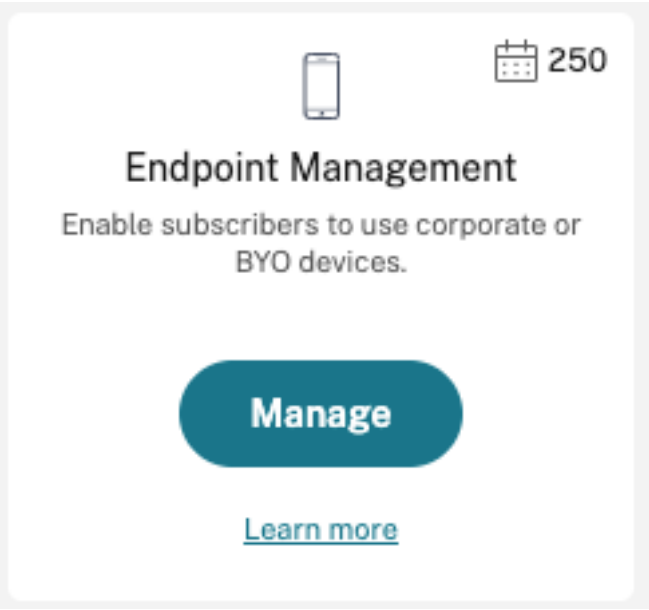 250
Endpoint Management
Enable subscribers to use corporate or
BYO devices.
Manage
Learn more